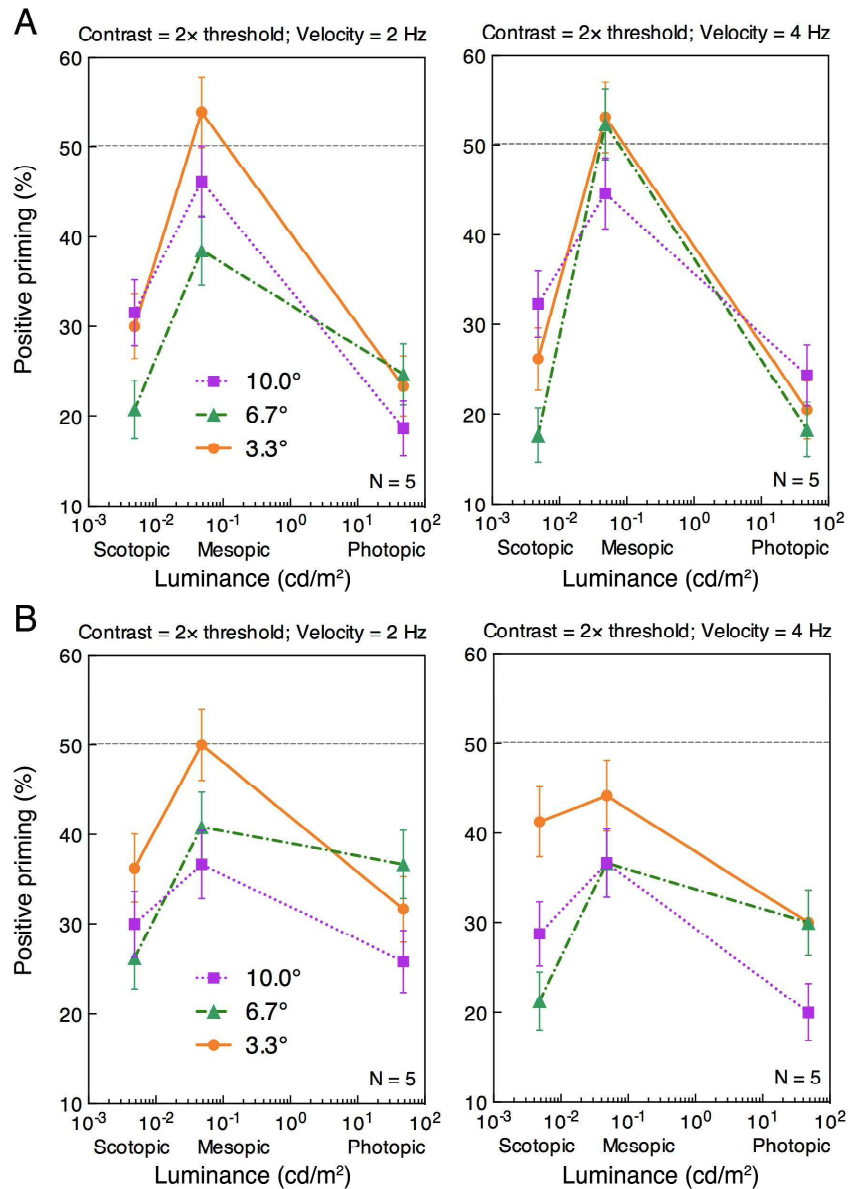 A
Contrast = 2× threshold; Velocity = 2 Hz
Positive priming (%)
60
50
40
30
20
10
10.0°
6.7°
3.3°
N = 5
10⁻³ 10⁻² 10⁻¹ 10⁰ 10¹ 10²
Scotopic Mesopic Photopic
Luminance (cd/m²)
Contrast = 2× threshold; Velocity = 4 Hz
60
50
40
30
20
10
N = 5
10⁻³ 10⁻² 10⁻¹ 10⁰ 10¹ 10²
Scotopic Mesopic Photopic
Luminance (cd/m²)
B
Contrast = 2× threshold; Velocity = 2 Hz
Positive priming (%)
60
50
40
30
20
10
10.0°
6.7°
3.3°
N = 5
10⁻³ 10⁻² 10⁻¹ 10⁰ 10¹ 10²
Scotopic Mesopic Photopic
Luminance (cd/m²)
Contrast = 2× threshold; Velocity = 4 Hz
60
50
40
30
20
10
N = 5
10⁻³ 10⁻² 10⁻¹ 10⁰ 10¹ 10²
Scotopic Mesopic Photopic
Luminance (cd/m²)